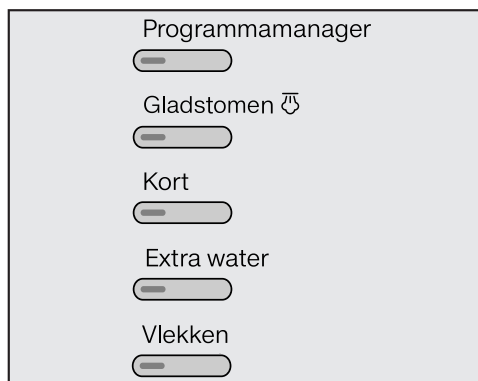 Programmamanager
Gladstomen
Kort
Extra water
Vlekken